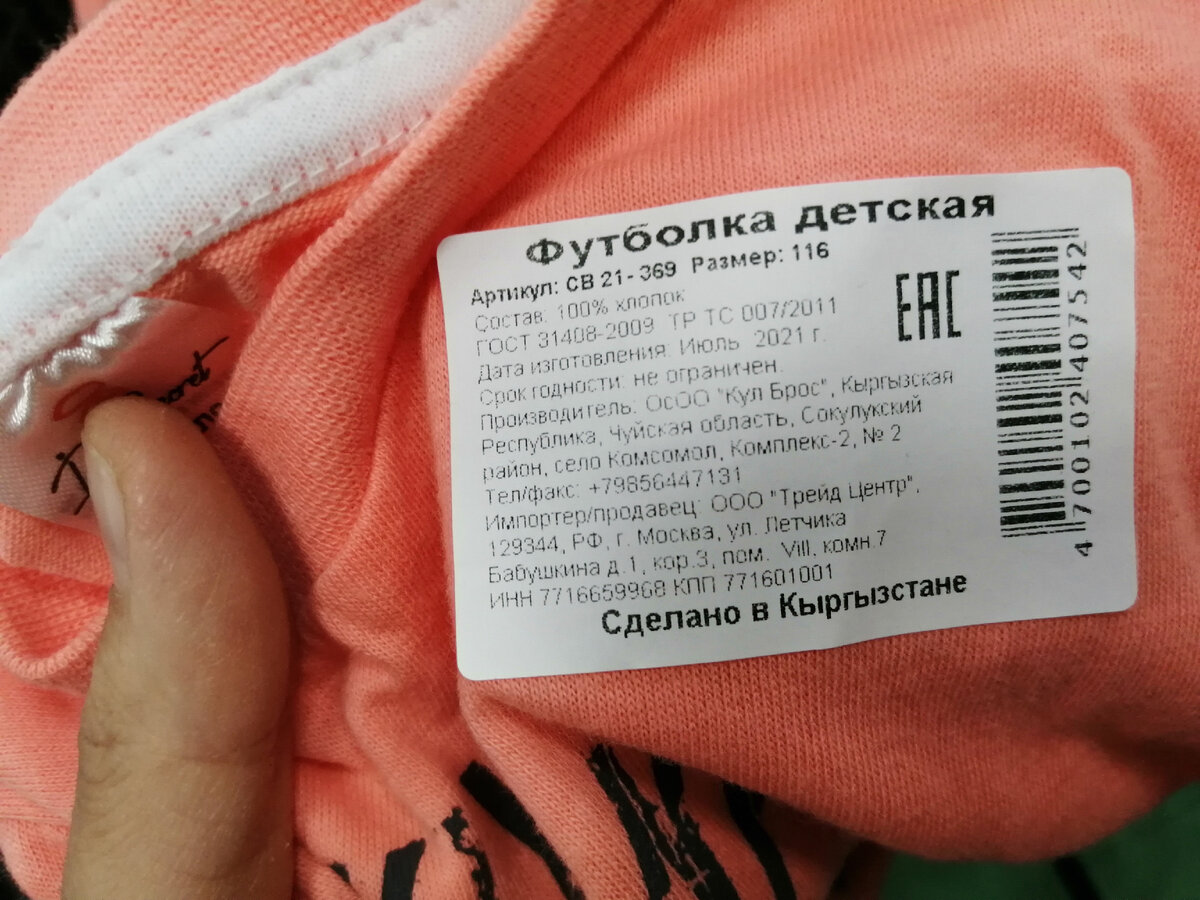 Футболка детская
Артикул: СВ 21- 369 Размер: 116
Состав: 100% хлопок
ГОСТ 31408-2009 ТР ТС 007/2011
Дата изготовления: Июль 2021 г.
Срок годности: не ограничен.
Производитель: ОсОО "Кул Брос", Кыргызская
Республика, Чуйская область, Сокулукский
район, село Комсомол, Комплекс-2, № 2
Тел/факс: +79856447131
Импортер/продавец: ООО "Трейд Центр",
129344, РФ, г. Москва, ул. Летчика
Бабушкина д.1, кор.3, пом. VIII, комн.7
ИНН 7716659968 КПП 771601001
Сделано в Кыргызстане
ЕАС
4 700102 407542